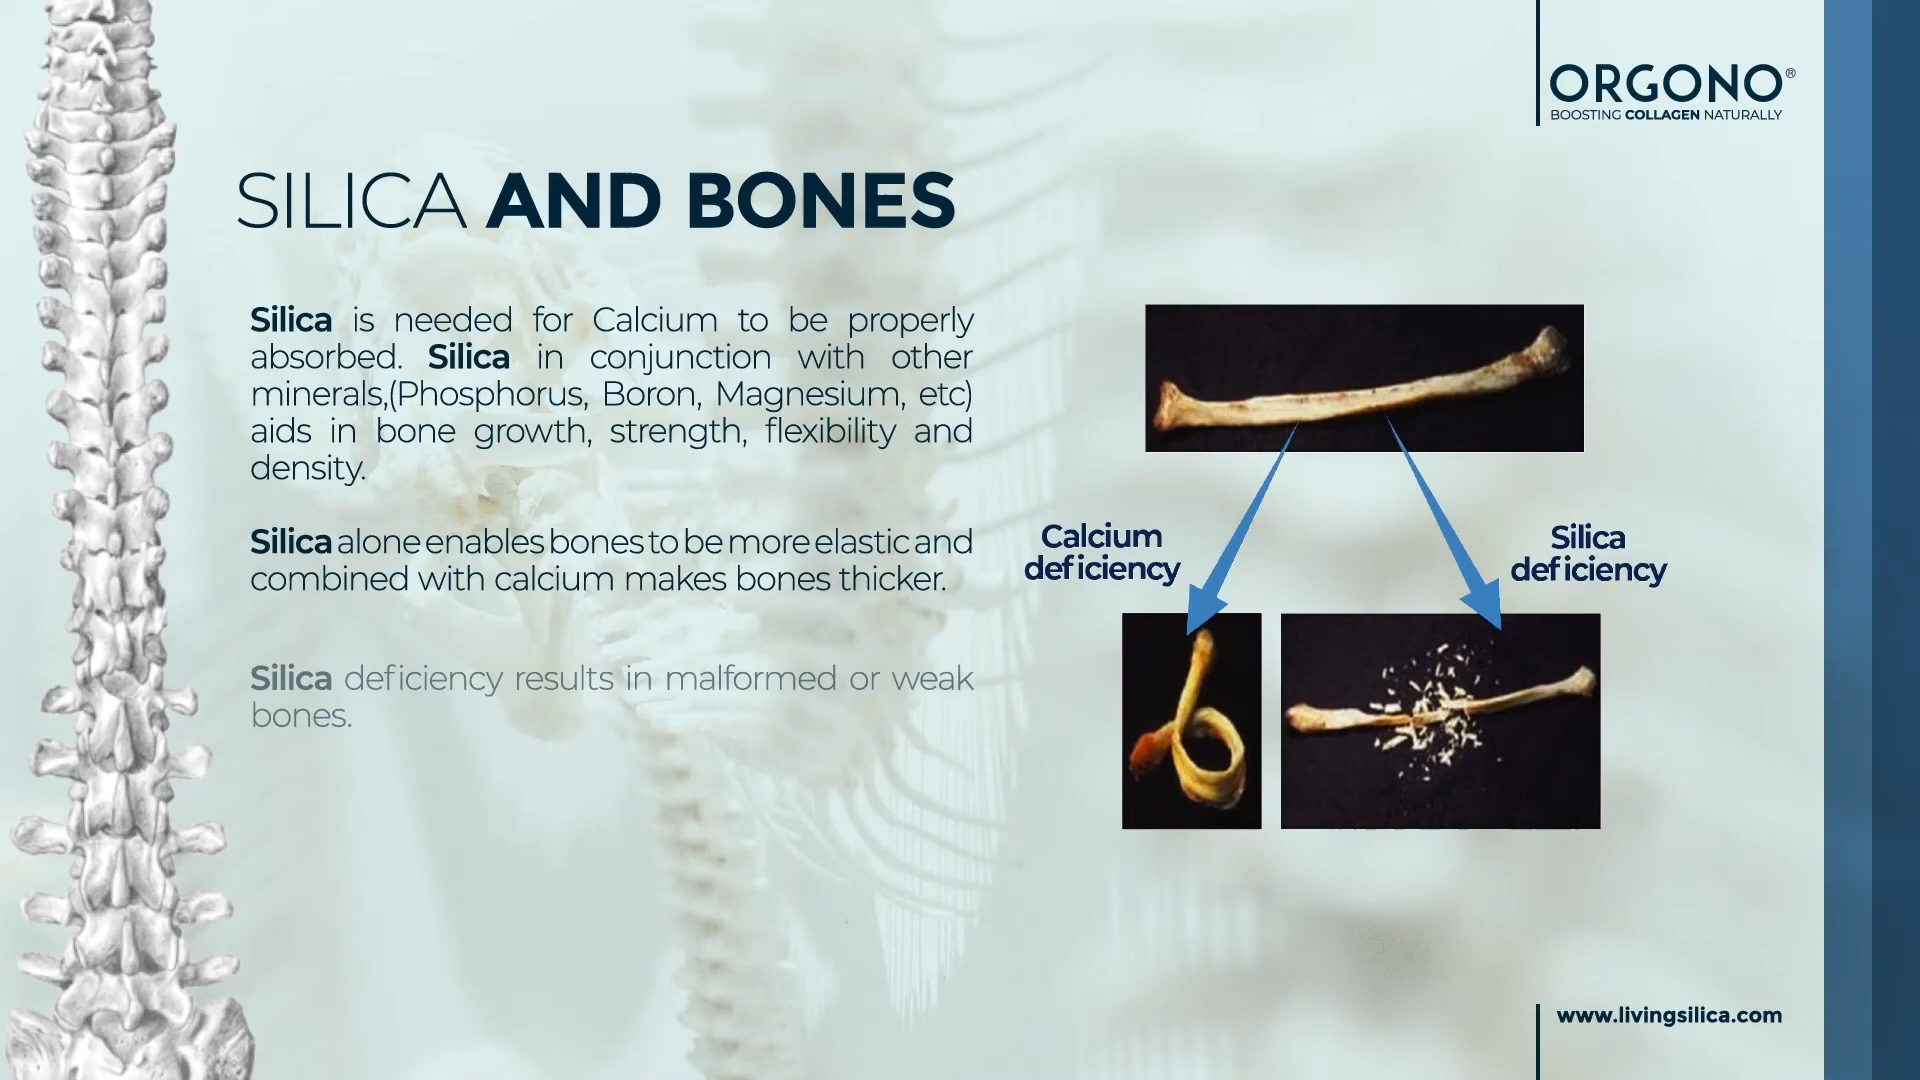 ORGONO®
BOOSTING COLLAGEN NATURALLY
SILICA AND BONES
Silica is needed for Calcium to be properly
absorbed. Silica in conjunction with other
minerals,(Phosphorus, Boron, Magnesium, etc)
aids in bone growth, strength, flexibility and
density.
Silica alone enables bones to be more elastic and
combined with calcium makes bones thicker.
Silica deficiency results in malformed or weak
bones.
Calcium
deficiency
Silica
deficiency
www.livingsilica.com